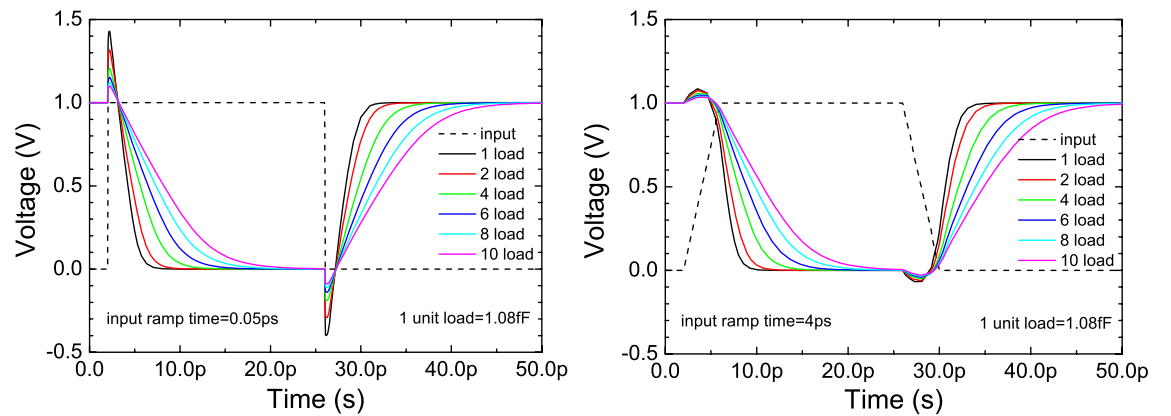 1.5
1.0
0.5
0.0
-0.5
Voltage (V)
input
1 load
2 load
4 load
6 load
8 load
10 load
input ramp time=0.05ps
1 unit load=1.08fF
0.0
10.0p
20.0p
30.0p
40.0p
50.0p
Time (s)
1.5
1.0
0.5
0.0
-0.5
Voltage (V)
input
1 load
2 load
4 load
6 load
8 load
10 load
input ramp time=4ps
1 unit load=1.08fF
0.0
10.0p
20.0p
30.0p
40.0p
50.0p
Time (s)